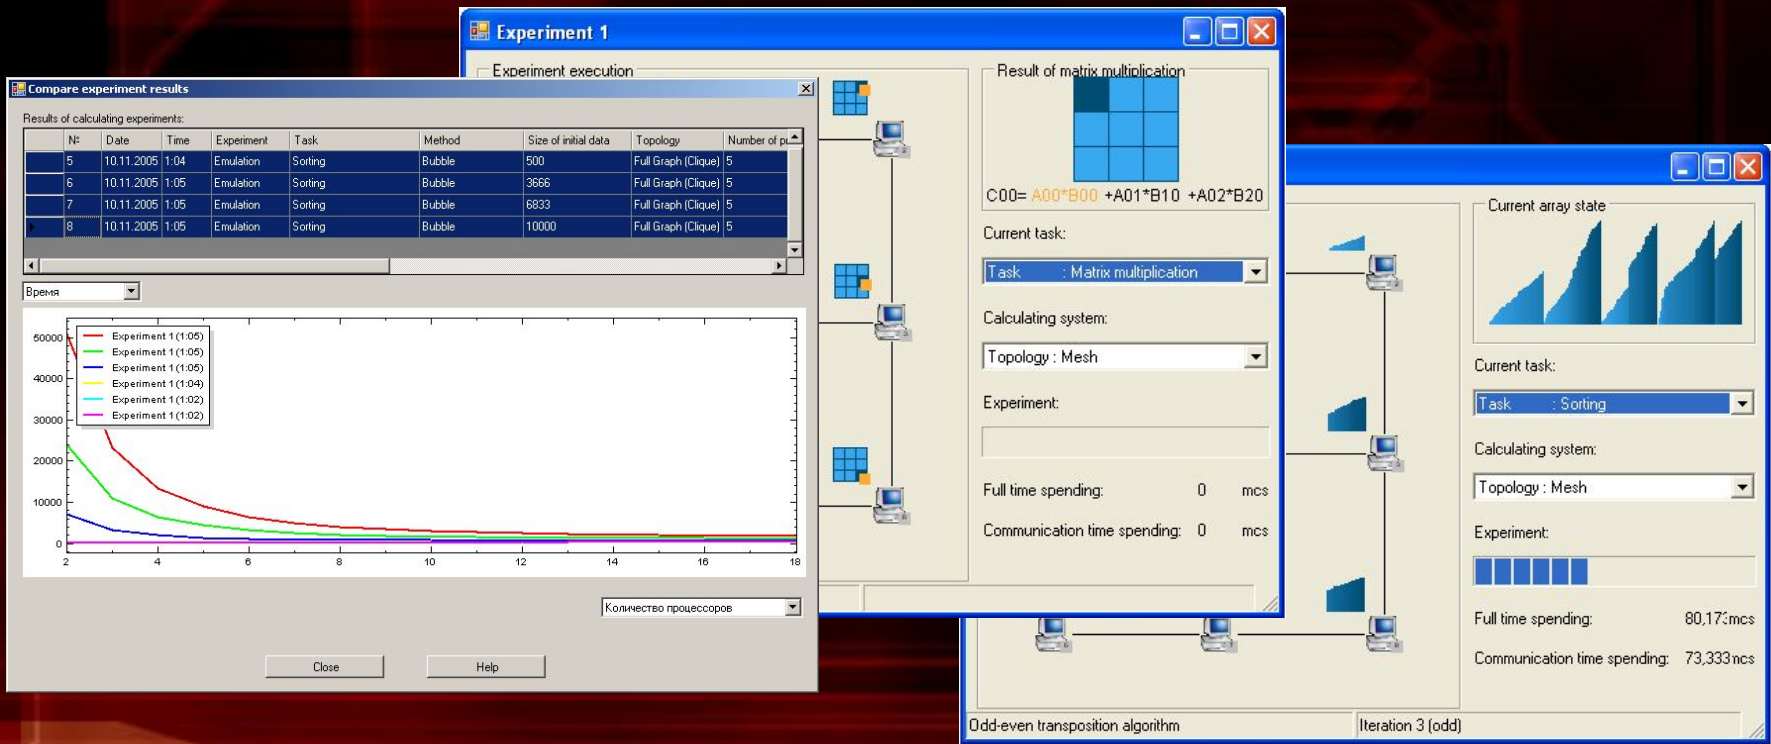 Experiment 1
Experiment execution
Result of matrix multiplication
C00= A00*B00 +A01*B10 +A02*B20
Current task:
Task : Matrix multiplication
Calculating system:
Topology : Mesh
Experiment:
Full time spending: 0 mcs
Communication time spending: 0 mcs
Compare experiment results
Results of calculating experiments:
№ Date Time Experiment Task Method Size of initial data Topology Number of
5 10.11.2005 1:04 Emulation Sorting Bubble 500 Full Graph (Clique) 5
6 10.11.2005 1:05 Emulation Sorting Bubble 3666 Full Graph (Clique) 5
7 10.11.2005 1:05 Emulation Sorting Bubble 6833 Full Graph (Clique) 5
8 10.11.2005 1:05 Emulation Sorting Bubble 10000 Full Graph (Clique) 5
Время
50000
40000
30000
20000
10000
0
Experiment 1 (1:05)
Experiment 1 (1:05)
Experiment 1 (1:05)
Experiment 1 (1:04)
Experiment 1 (1:02)
Experiment 1 (1:02)
2 4 6 8 10 12 14 16 18
Количество процессоров
Close Help
Current array state
Current task:
Task : Sorting
Calculating system:
Topology : Mesh
Experiment:
Full time spending: 80,17 mcs
Communication time spending: 73,333 mcs
Odd-even transposition algorithm Iteration 3 (odd)